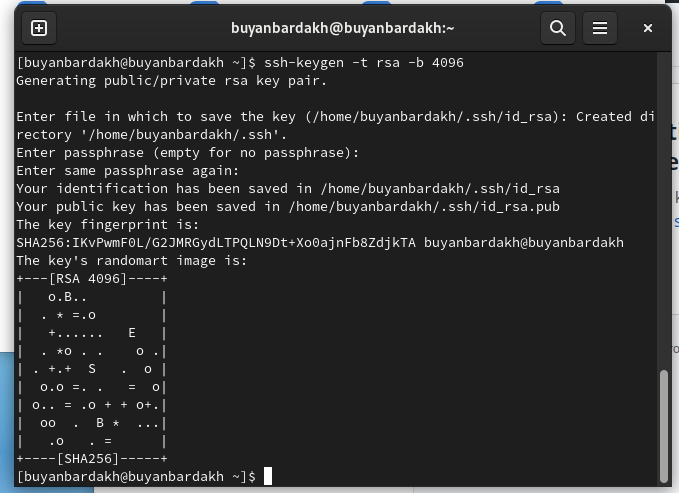 buyanbardakh@buyanbardakh:~
[buyanbardakh@buyanbardakh ~]$ ssh-keygen -t rsa -b 4096
Generating public/private rsa key pair.
Enter file in which to save the key (/home/buyanbardakh/.ssh/id_rsa): Created di
rectory '/home/buyanbardakh/.ssh'.
Enter passphrase (empty for no passphrase):
Enter same passphrase again:
Your identification has been saved in /home/buyanbardakh/.ssh/id_rsa
Your public key has been saved in /home/buyanbardakh/.ssh/id_rsa.pub
The key fingerprint is:
SHA256:IKvPwmF0L/G2JMRGydLTPQLN9Dt+Xo0ajnFb8ZdjkTA buyanbardakh@buyanbardakh
The key's randomart image is:
+---[RSA 4096]----+
|   o.B..         |
|  . * =.o        |
|   +......   E   |
|  . *o . .    o .|
| . +.+  S   .  o |
|  o.o =. .   =  o|
| o.. = .o + + o+.|
|  oo  .  B *  ...|
|   .o   . =      |
+----[SHA256]-----+
[buyanbardakh@buyanbardakh ~]$